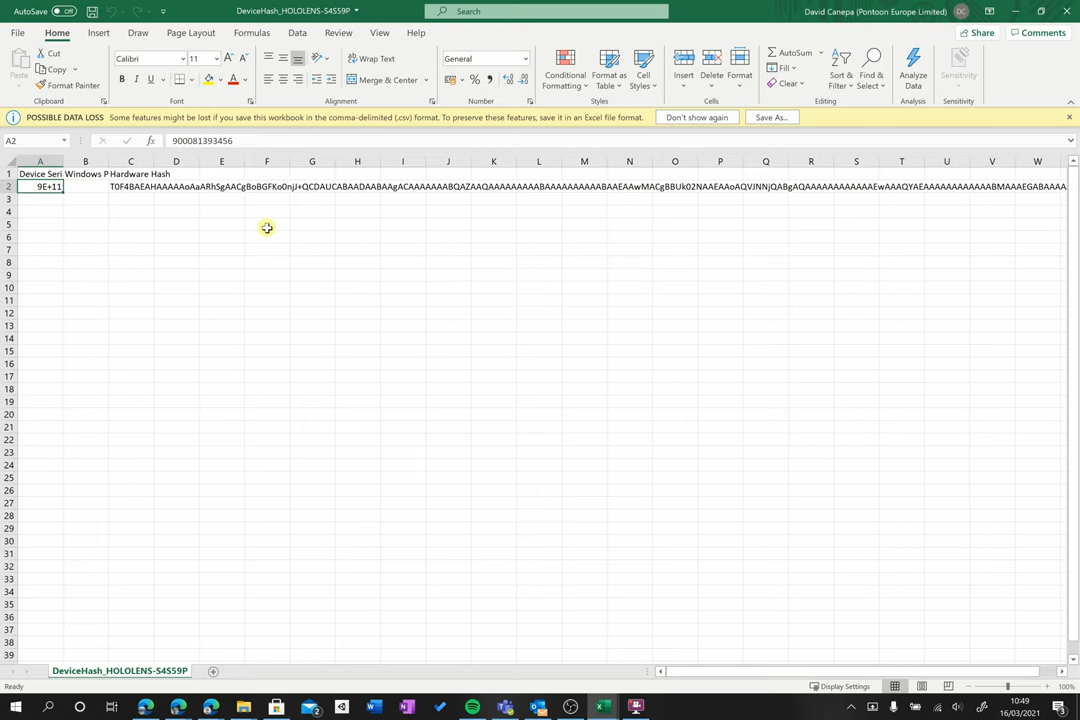 AutoSave Off DeviceHash_HOLOLENS-S4S59P Search David Canepa (Pontoon Europe Limited) DC
File Home Insert Draw Page Layout Formulas Data Review View Help Share Comments
Paste Cut Copy Format Painter Clipboard
Calibri 11 A A B I U A Font
Wrap Text Merge & Center Alignment
General % , Number
Conditional Formatting Format as Table Cell Styles Styles
Insert Delete Format Cells
AutoSum Fill Clear Sort & Filter Find & Select Editing
Analyze Data Analysis
Sensitivity Sensitivity
POSSIBLE DATA LOSS Some features might be lost if you save this workbook in the comma-delimited (.csv) format. To preserve these features, save it in an Excel file format. Don't show again Save As...
A2 fx 900081393456
A B C D E F G H I J K L M N O P Q R S T U V W
1 Device Seri Windows P Hardware Hash
2 9E+11
3
4
5
6
7
8
9
10
11
12
13
14
15
16
17
18
19
20
21
22
23
24
25
26
27
28
29
30
31
32
33
34
35
36
37
38
39
DeviceHash_HOLOLENS-S4S59P
Ready Display Settings 100%
10:49
16/03/2021